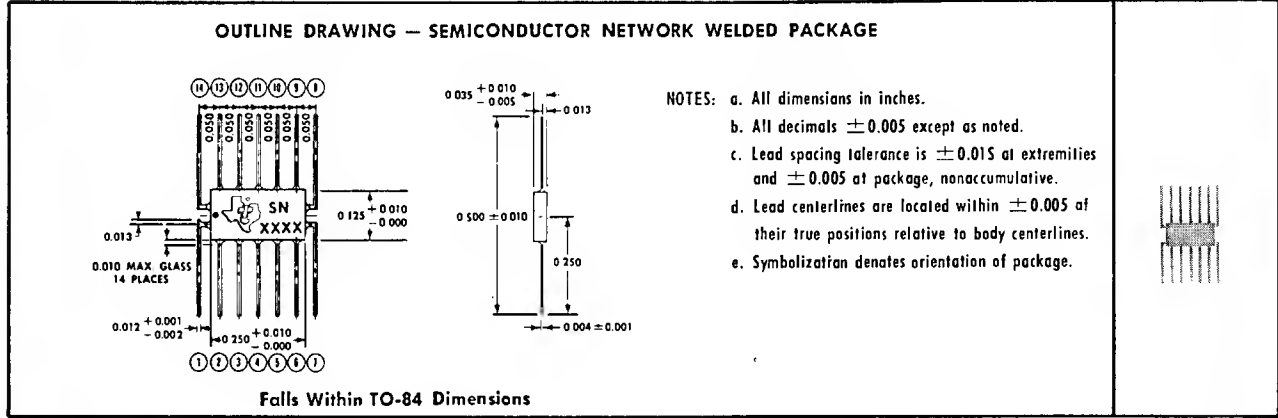 OUTLINE DRAWING — SEMICONDUCTOR NETWORK WELDED PACKAGE
14 13 12 11 10 9 8
0.050 0.050 0.050 0.050 0.050 0.050
SN
XXXX
0.013
0.010 MAX GLASS
14 PLACES
0.125 + 0.010
- 0.000
0.012 + 0.001
- 0.002
0 250 + 0.010
- 0.000
1 2 3 4 5 6 7
0 035 + 0 010
- 0 005
0 013
0 500 ± 0 010
0 250
0 004 ± 0 001
Falls Within TO-84 Dimensions
NOTES: a. All dimensions in inches.
b. All decimals ±0.005 except as noted.
c. Lead spacing tolerance is ±0.015 at extremities
and ±0.005 at package, nonaccumulative.
d. Lead centerlines are located within ±0.005 of
their true positions relative to body centerlines.
e. Symbolization denotes orientation of package.